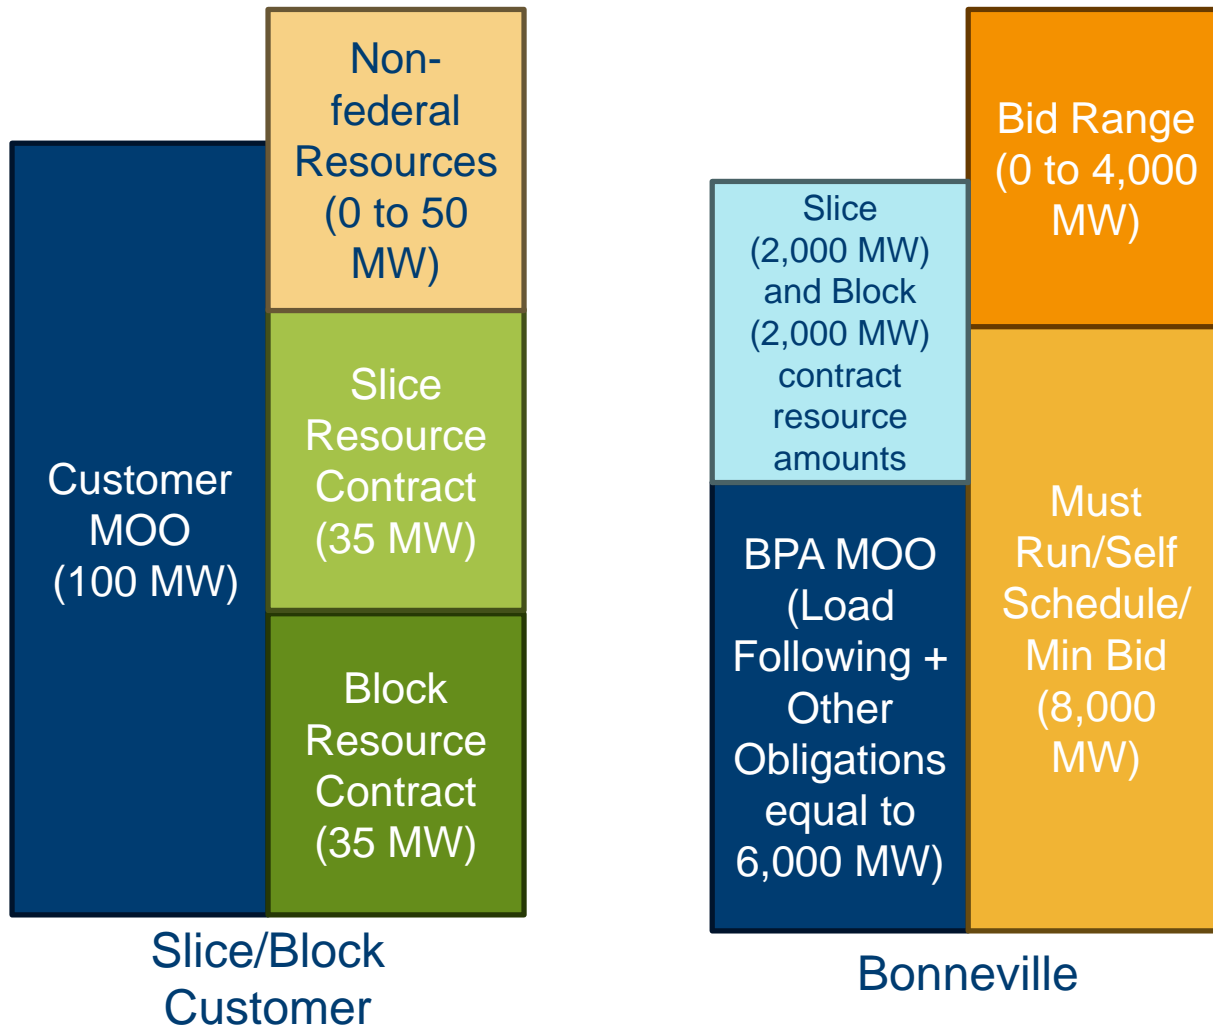 Non-
federal
Resources
(0 to 50
MW)
Customer
MOO
(100 MW)
Slice
Resource
Contract
(35 MW)
Block
Resource
Contract
(35 MW)
Slice/Block
Customer
Slice
(2,000 MW)
and Block
(2,000 MW)
contract
resource
amounts
BPA MOO
(Load
Following +
Other
Obligations
equal to
6,000 MW)
Bid Range
(0 to 4,000
MW)
Must
Run/Self
Schedule/
Min Bid
(8,000
MW)
Bonneville